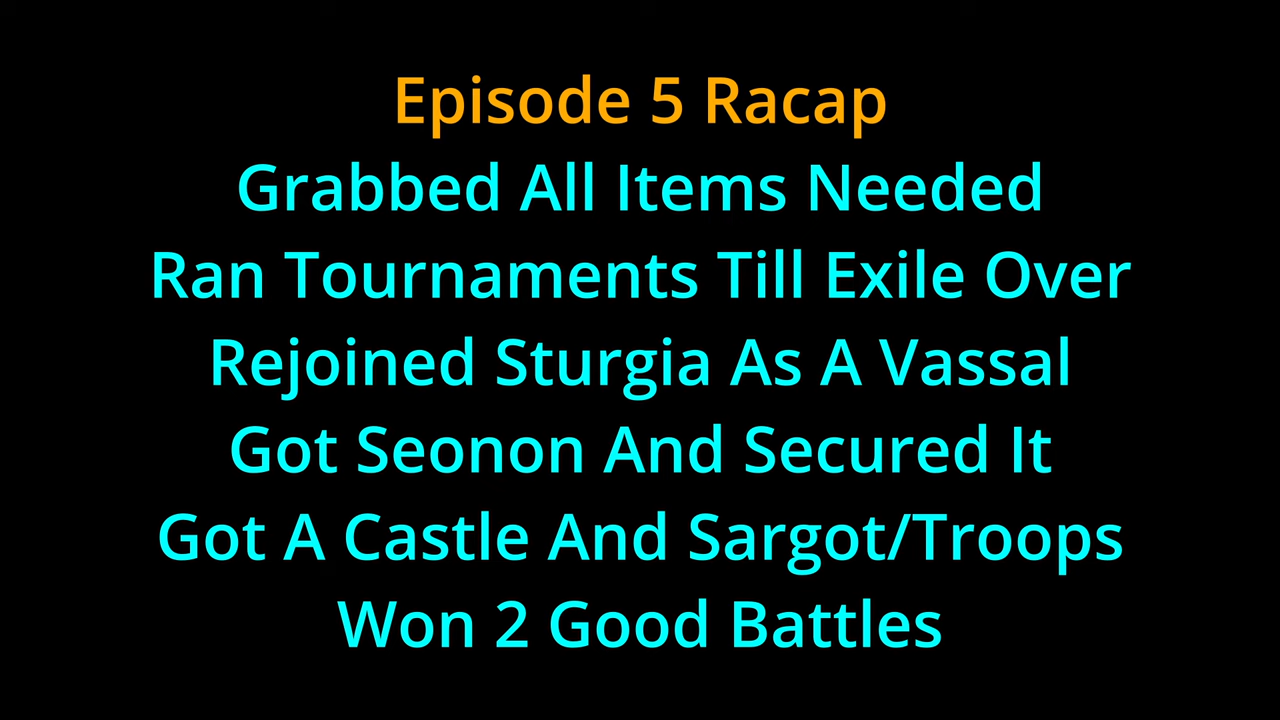 Episode 5 Racap
Grabbed All Items Needed
Ran Tournaments Till Exile Over
Rejoined Sturgia As A Vassal
Got Seonon And Secured It
Got A Castle And Sargot/Troops
Won 2 Good Battles